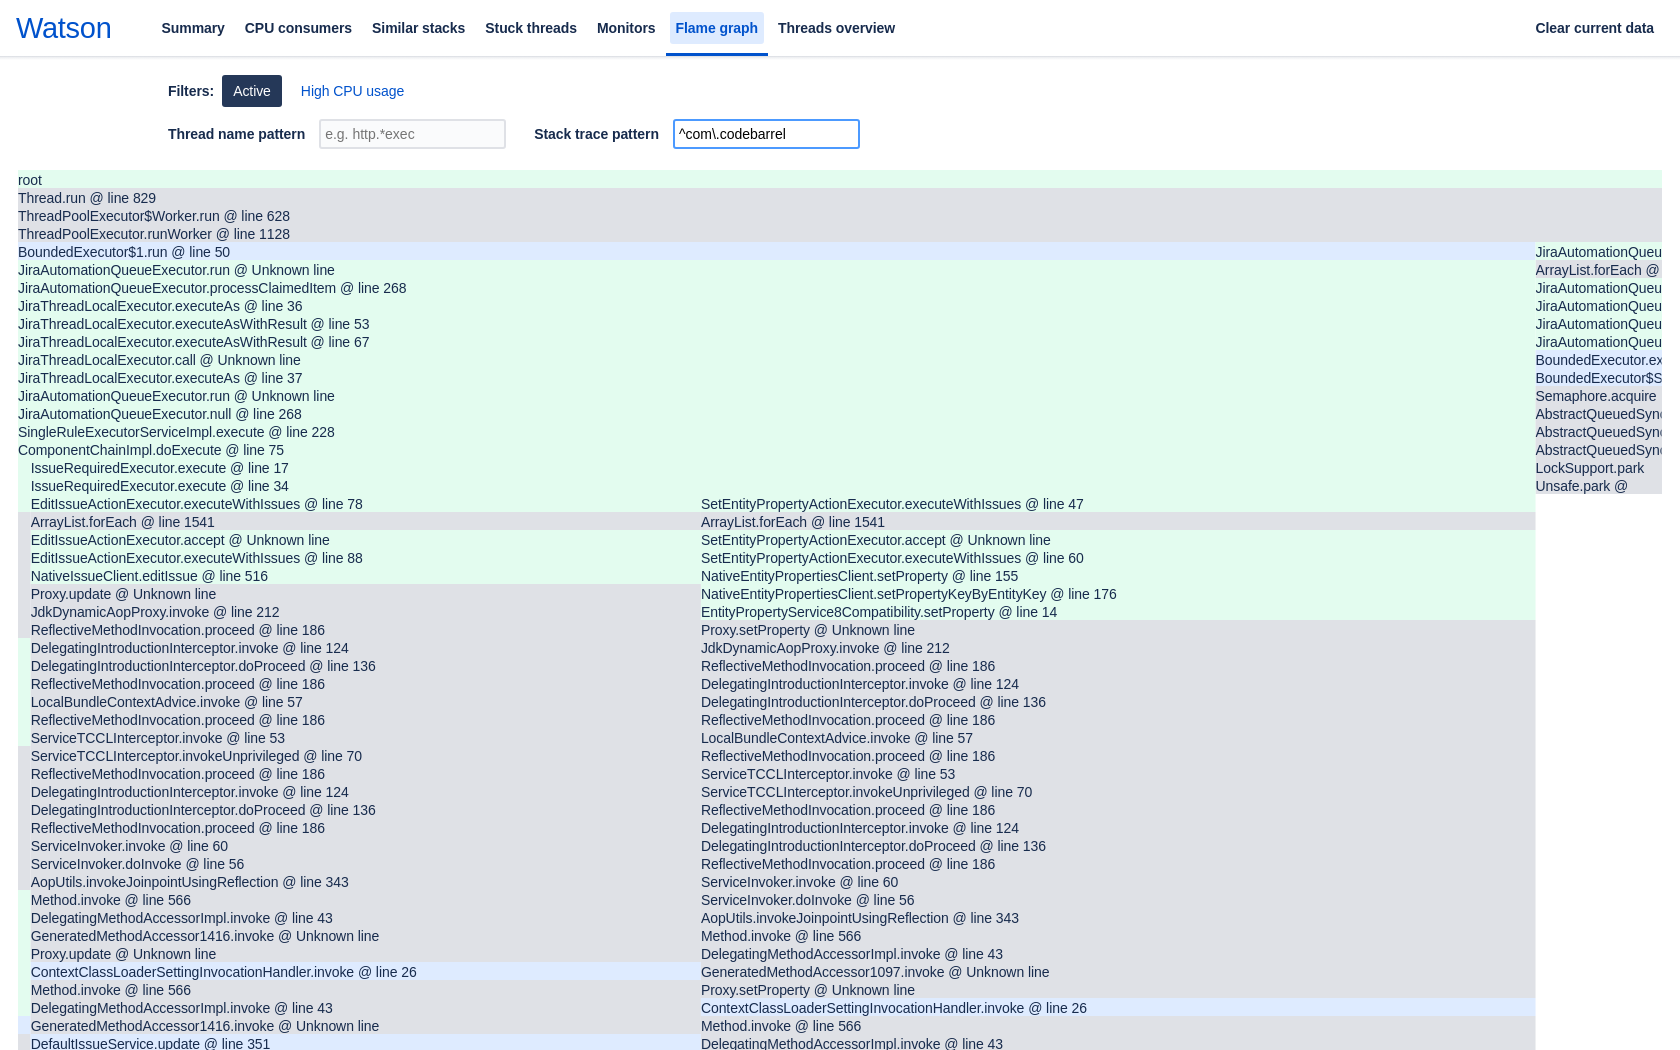 Watson
Summary
CPU consumers
Similar stacks
Stuck threads
Monitors
Flame graph
Threads overview
Clear current data
Filters:
Active
High CPU usage
Thread name pattern
e.g. http.*exec
Stack trace pattern
^com\.codebarrel
root
Thread.run @ line 829
ThreadPoolExecutor$Worker.run @ line 628
ThreadPoolExecutor.runWorker @ line 1128
BoundedExecutor$1.run @ line 50
JiraAutomationQueueExecutor.run @ Unknown line
JiraAutomationQueueExecutor.processClaimedItem @ line 268
JiraThreadLocalExecutor.executeAs @ line 36
JiraThreadLocalExecutor.executeAsWithResult @ line 53
JiraThreadLocalExecutor.executeAsWithResult @ line 67
JiraThreadLocalExecutor.call @ Unknown line
JiraThreadLocalExecutor.executeAs @ line 37
JiraAutomationQueueExecutor.run @ Unknown line
JiraAutomationQueueExecutor.null @ line 268
SingleRuleExecutorServiceImpl.execute @ line 228
ComponentChainImpl.doExecute @ line 75
IssueRequiredExecutor.execute @ line 17
IssueRequiredExecutor.execute @ line 34
EditIssueActionExecutor.executeWithIssues @ line 78
ArrayList.forEach @ line 1541
EditIssueActionExecutor.accept @ Unknown line
EditIssueActionExecutor.executeWithIssues @ line 88
NativeIssueClient.editIssue @ line 516
Proxy.update @ Unknown line
JdkDynamicAopProxy.invoke @ line 212
ReflectiveMethodInvocation.proceed @ line 186
DelegatingIntroductionInterceptor.invoke @ line 124
DelegatingIntroductionInterceptor.doProceed @ line 136
ReflectiveMethodInvocation.proceed @ line 186
LocalBundleContextAdvice.invoke @ line 57
ReflectiveMethodInvocation.proceed @ line 186
ServiceTCCLInterceptor.invoke @ line 53
ServiceTCCLInterceptor.invokeUnprivileged @ line 70
ReflectiveMethodInvocation.proceed @ line 186
DelegatingIntroductionInterceptor.invoke @ line 124
DelegatingIntroductionInterceptor.doProceed @ line 136
ReflectiveMethodInvocation.proceed @ line 186
ServiceInvoker.invoke @ line 60
ServiceInvoker.doInvoke @ line 56
AopUtils.invokeJoinpointUsingReflection @ line 343
Method.invoke @ line 566
DelegatingMethodAccessorImpl.invoke @ line 43
GeneratedMethodAccessor1416.invoke @ Unknown line
Proxy.update @ Unknown line
ContextClassLoaderSettingInvocationHandler.invoke @ line 26
Method.invoke @ line 566
DelegatingMethodAccessorImpl.invoke @ line 43
GeneratedMethodAccessor1416.invoke @ Unknown line
DefaultIssueService.update @ line 351
SetEntityPropertyActionExecutor.executeWithIssues @ line 47
ArrayList.forEach @ line 1541
SetEntityPropertyActionExecutor.accept @ Unknown line
SetEntityPropertyActionExecutor.executeWithIssues @ line 60
NativeEntityPropertiesClient.setProperty @ line 155
NativeEntityPropertiesClient.setPropertyKeyByEntityKey @ line 176
EntityPropertyService8Compatibility.setProperty @ line 14
Proxy.setProperty @ Unknown line
JdkDynamicAopProxy.invoke @ line 212
ReflectiveMethodInvocation.proceed @ line 186
DelegatingIntroductionInterceptor.invoke @ line 124
DelegatingIntroductionInterceptor.doProceed @ line 136
ReflectiveMethodInvocation.proceed @ line 186
LocalBundleContextAdvice.invoke @ line 57
ReflectiveMethodInvocation.proceed @ line 186
ServiceTCCLInterceptor.invoke @ line 53
ServiceTCCLInterceptor.invokeUnprivileged @ line 70
ReflectiveMethodInvocation.proceed @ line 186
DelegatingIntroductionInterceptor.invoke @ line 124
DelegatingIntroductionInterceptor.doProceed @ line 136
ReflectiveMethodInvocation.proceed @ line 186
ServiceInvoker.invoke @ line 60
ServiceInvoker.doInvoke @ line 56
AopUtils.invokeJoinpointUsingReflection @ line 343
Method.invoke @ line 566
DelegatingMethodAccessorImpl.invoke @ line 43
GeneratedMethodAccessor1097.invoke @ Unknown line
Proxy.setProperty @ Unknown line
ContextClassLoaderSettingInvocationHandler.invoke @ line 26
Method.invoke @ line 566
DelegatingMethodAccessorImpl.invoke @ line 43
JiraAutomationQueu
ArrayList.forEach @
JiraAutomationQueu
JiraAutomationQueu
JiraAutomationQueu
JiraAutomationQueu
BoundedExecutor.ex
BoundedExecutor$S
Semaphore.acquire
AbstractQueuedSync
AbstractQueuedSync
AbstractQueuedSync
LockSupport.park
Unsafe.park @